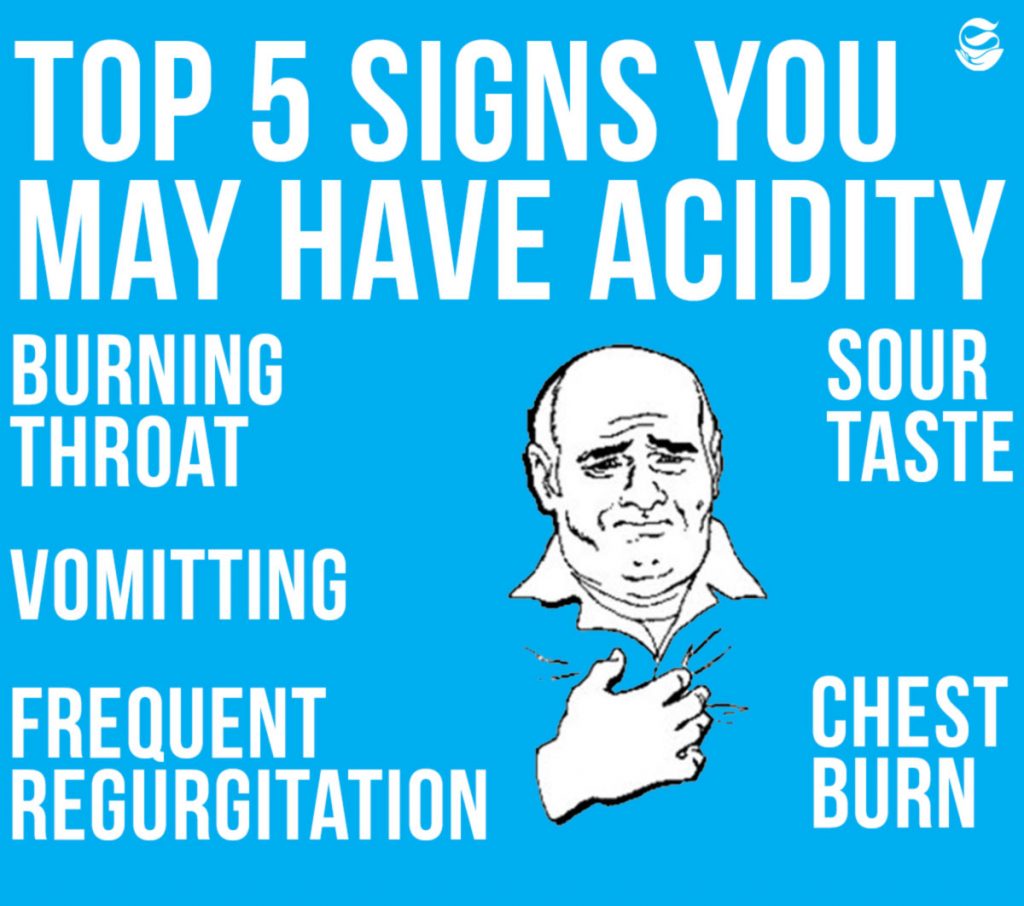 TOP 5 SIGNS YOU
MAY HAVE ACIDITY
BURNING
THROAT
SOUR
TASTE
VOMITTING
FREQUENT
REGURGITATION
CHEST
BURN